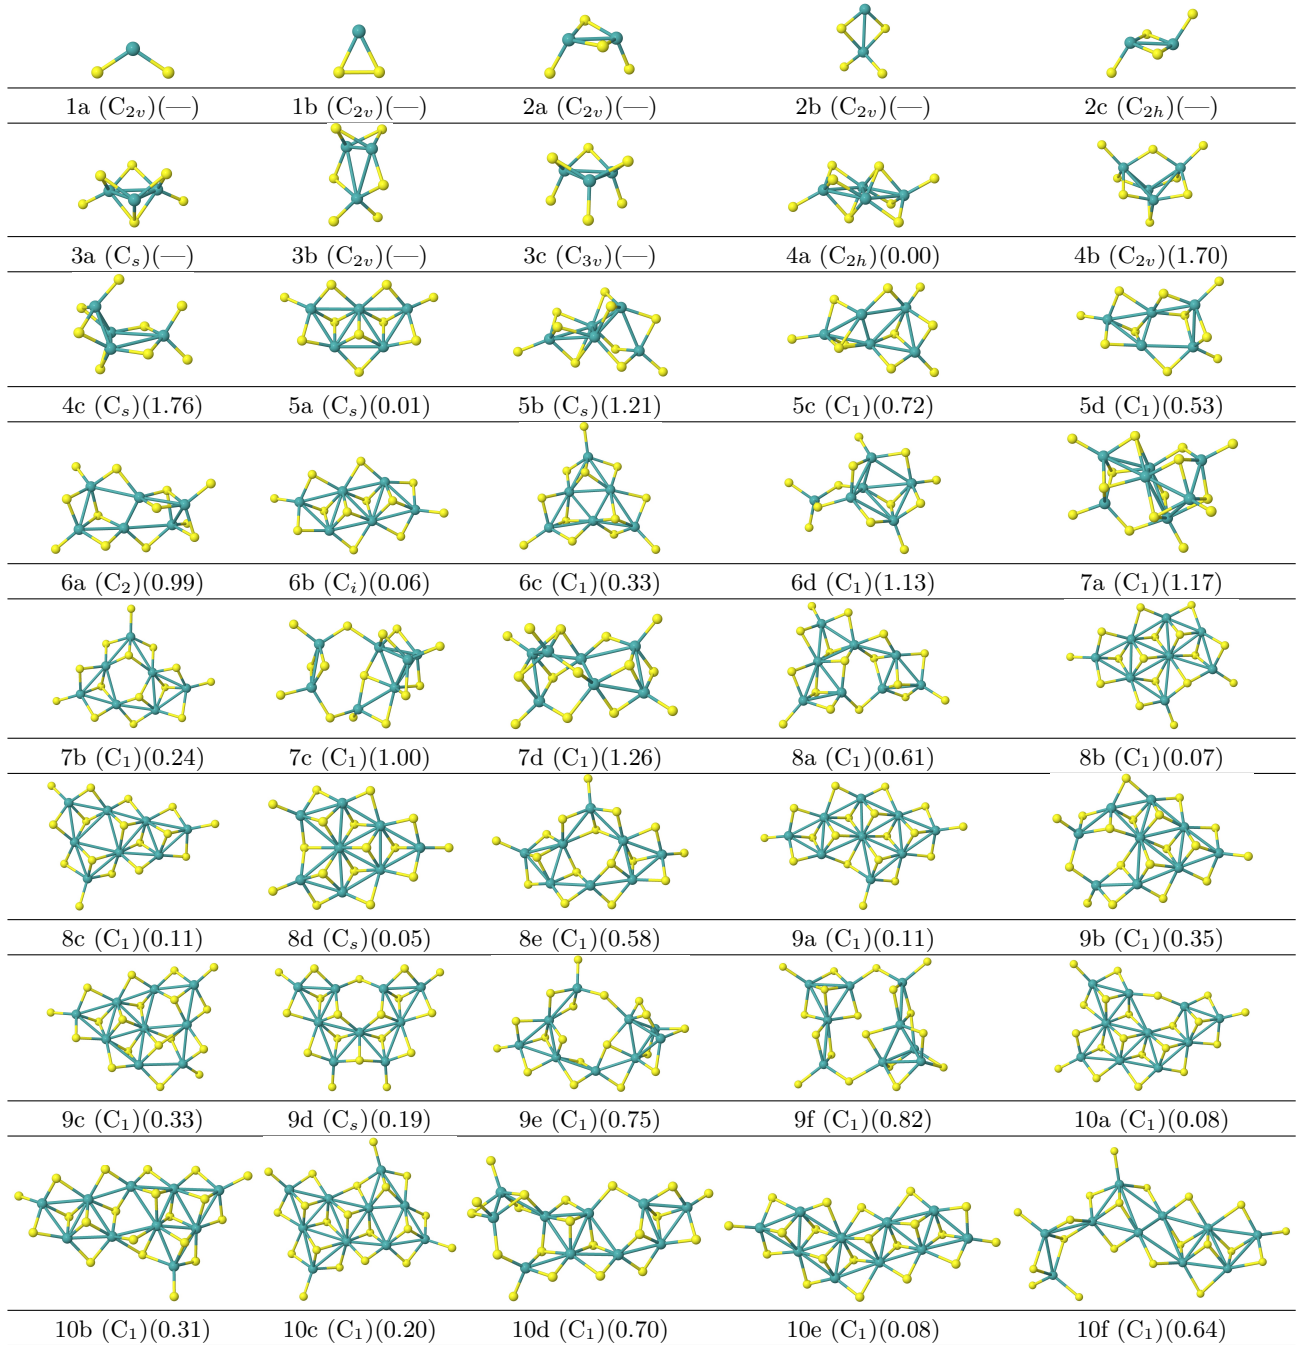 1a (C2v)(—) 1b (C2v)(—) 2a (C2v)(—) 2b (C2v)(—) 2c (C2h)(—)
3a (Cs)(—) 3b (C2v)(—) 3c (C3v)(—) 4a (C2h)(0.00) 4b (C2v)(1.70)
4c (Cs)(1.76) 5a (Cs)(0.01) 5b (Cs)(1.21) 5c (C1)(0.72) 5d (C1)(0.53)
6a (C2)(0.99) 6b (Ci)(0.06) 6c (C1)(0.33) 6d (C1)(1.13) 7a (C1)(1.17)
7b (C1)(0.24) 7c (C1)(1.00) 7d (C1)(1.26) 8a (C1)(0.61) 8b (C1)(0.07)
8c (C1)(0.11) 8d (Cs)(0.05) 8e (C1)(0.58) 9a (C1)(0.11) 9b (C1)(0.35)
9c (C1)(0.33) 9d (Cs)(0.19) 9e (C1)(0.75) 9f (C1)(0.82) 10a (C1)(0.08)
10b (C1)(0.31) 10c (C1)(0.20) 10d (C1)(0.70) 10e (C1)(0.08) 10f (C1)(0.64)